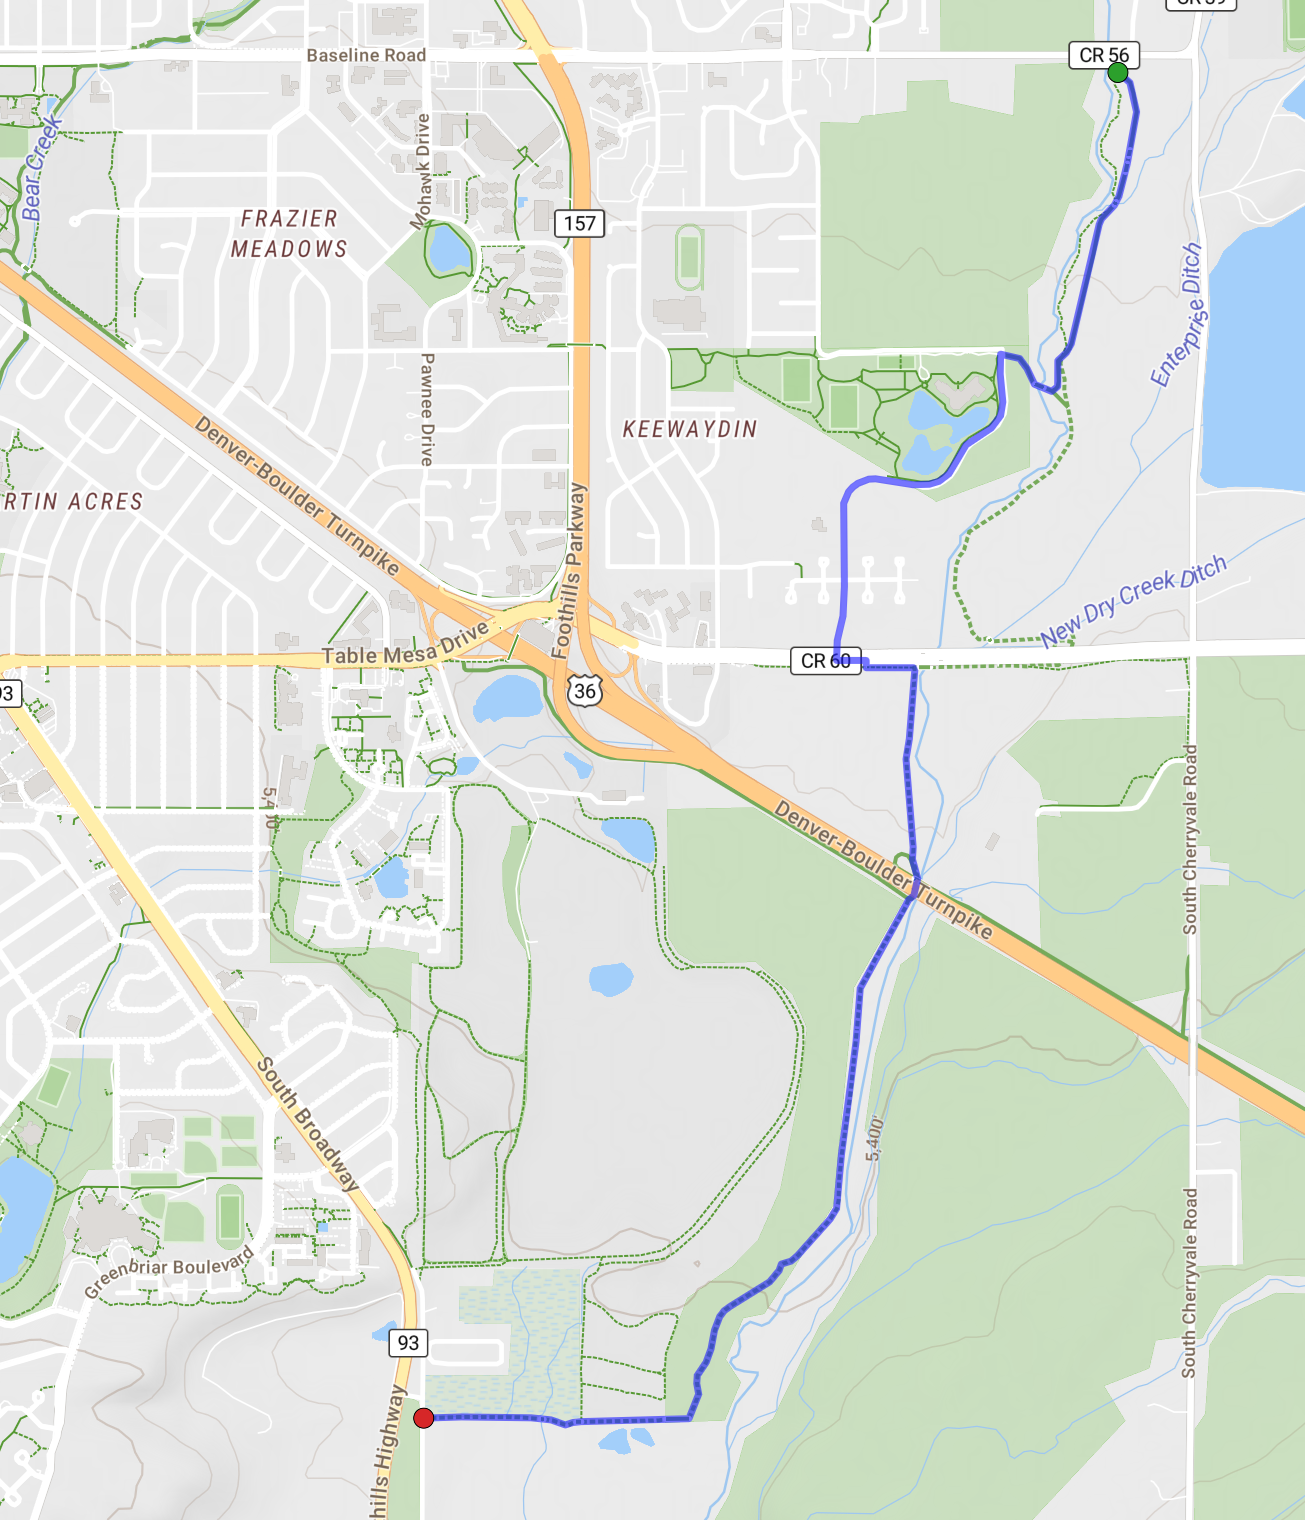 CR 59
Baseline Road
CR 56
Bear Creek
Mohawk Drive
FRAZIER
MEADOWS
157
Enterprise Ditch
Pawnee Drive
Denver-Boulder Turnpike
KEEWAYDIN
RTIN ACRES
Foothills Parkway
New Dry Creek Ditch
Table Mesa Drive
CR 60
93
36
South Cherryvale Road
Denver-Boulder Turnpike
South Broadway
5,400'
South Cherryvale Road
Greenbriar Boulevard
93
hills Highway